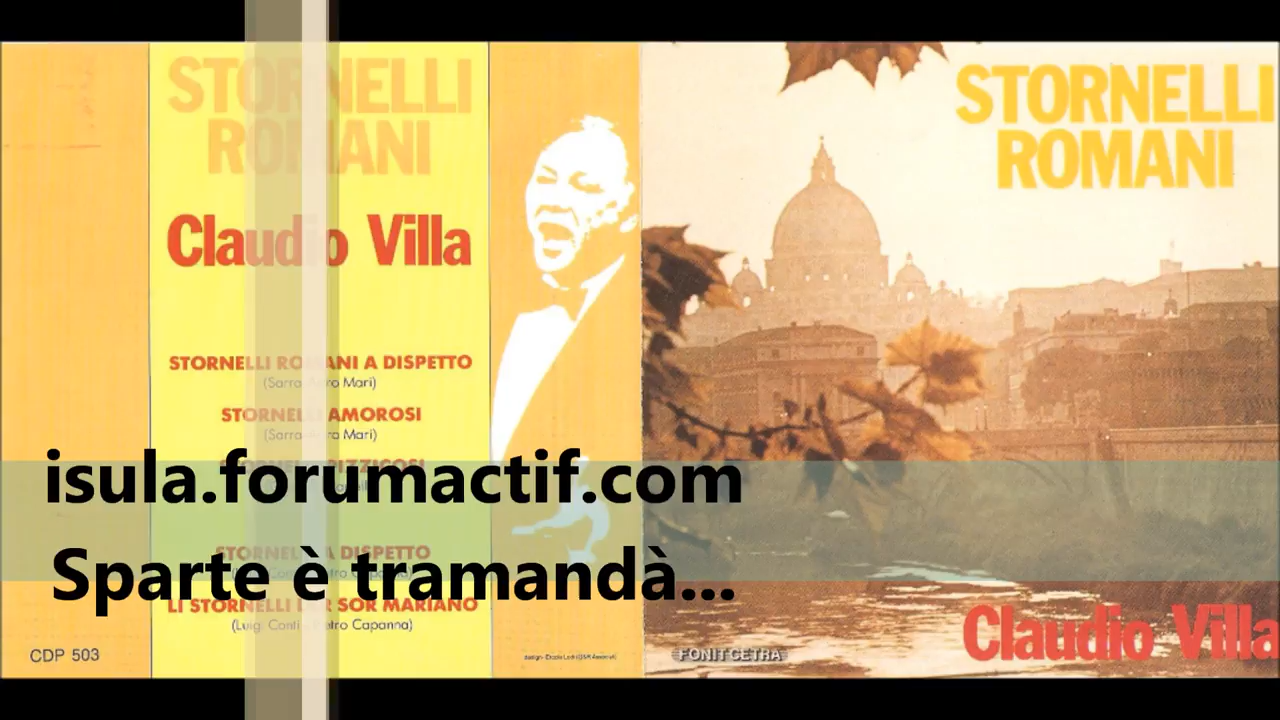 STORNELLI
ROMANI
Claudio Villa
STORNELLI ROMANI A DISPETTO
STORNELLI AMOROSI
isula.forumactif.com
STORNELLI A DISPETTO
Sparte è tramandà...
LI STORNELLI SOR MARIANO
(Luigi Conti Pietro Capanna)
CDP 503
STORNELLI
ROMANI
FONIT CETRA
Claudio Villa